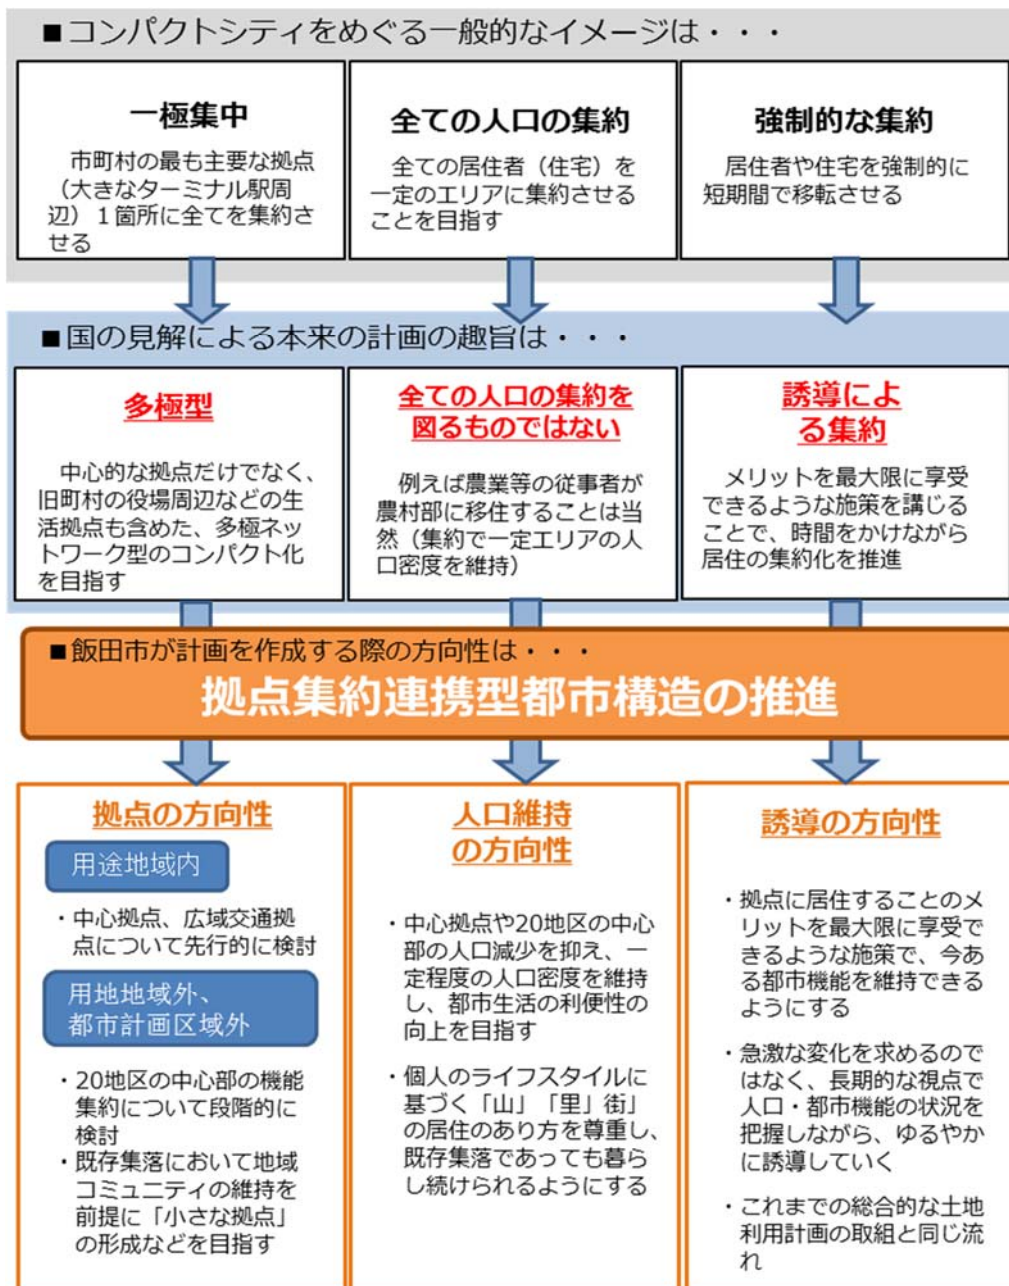 ■コンパクトシティをめぐる一般的なイメージは・・・
一極集中
市町村の最も主要な拠点
（大きなターミナル駅周
辺）１箇所に全てを集約さ
せる
全ての人口の集約
全ての居住者（住宅）を
一定のエリアに集約させる
ことを目指す
強制的な集約
居住者や住宅を強制的に
短期間で移転させる
■国の見解による本来の計画の趣旨は・・・
多極型
中心的な拠点だけでなく、
旧町村の役場周辺などの生
活拠点も含めた、多極ネッ
トワーク型のコンパクト化
を目指す
全ての人口の集約を
図るものではない
例えば農業等の従事者が
農村部に移住することは当
然（集約で一定エリアの人
口密度を維持）
誘導によ
る集約
メリットを最大限に享受
できるような施策を講じる
ことで、時間をかけながら
居住の集約化を推進
■飯田市が計画を作成する際の方向性は・・・
拠点集約連携型都市構造の推進
拠点の方向性
用途地域内
・中心拠点、広域交通拠
点について先行的に検討
用地地域外、
都市計画区域外
・20地区の中心部の機能
集約について段階的に
検討
・既存集落において地域
コミュニティの維持を
前提に「小さな拠点」
の形成などを目指す
人口維持
の方向性
・中心拠点や20地区の中心
部の人口減少を抑え、一
定程度の人口密度を維持
し、都市生活の利便性の
向上を目指す
・個人のライフスタイルに
基づく「山」「里」街」
の居住のあり方を尊重し、
既存集落であっても暮ら
し続けられるようにする
誘導の方向性
・拠点に居住することのメ
リットを最大限に享受で
きるような施策で、今あ
る都市機能を維持できる
ようにする
・急激な変化を求めるので
はなく、長期的な視点で
人口・都市機能の状況を
把握しながら、ゆるやか
に誘導していく
・これまでの総合的な土地
利用計画の取組と同じ流
れ